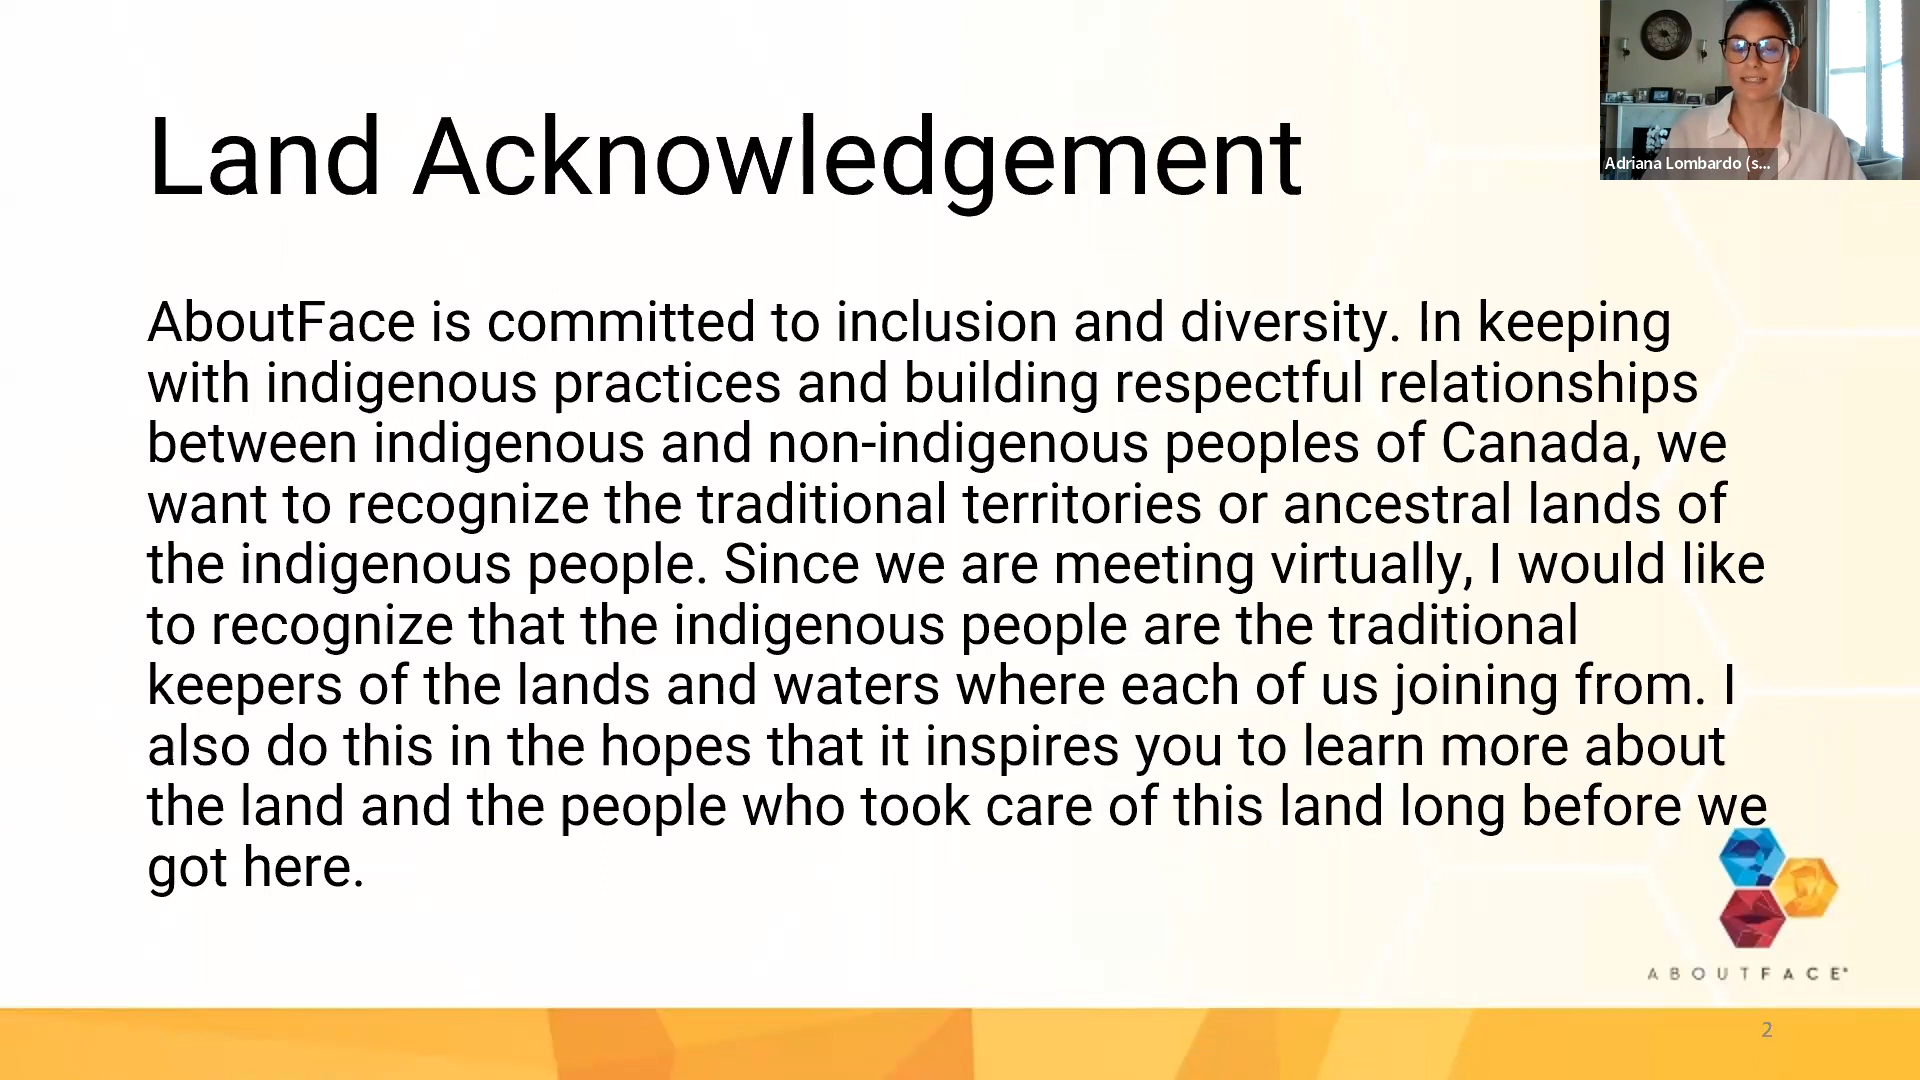 Land Acknowledgement
Adriana Lombardo (s...
AboutFace is committed to inclusion and diversity. In keeping
with indigenous practices and building respectful relationships
between indigenous and non-indigenous peoples of Canada, we
want to recognize the traditional territories or ancestral lands of
the indigenous people. Since we are meeting virtually, I would like
to recognize that the indigenous people are the traditional
keepers of the lands and waters where each of us joining from. I
also do this in the hopes that it inspires you to learn more about
the land and the people who took care of this land long before we
got here.
ABOUTFACE
2